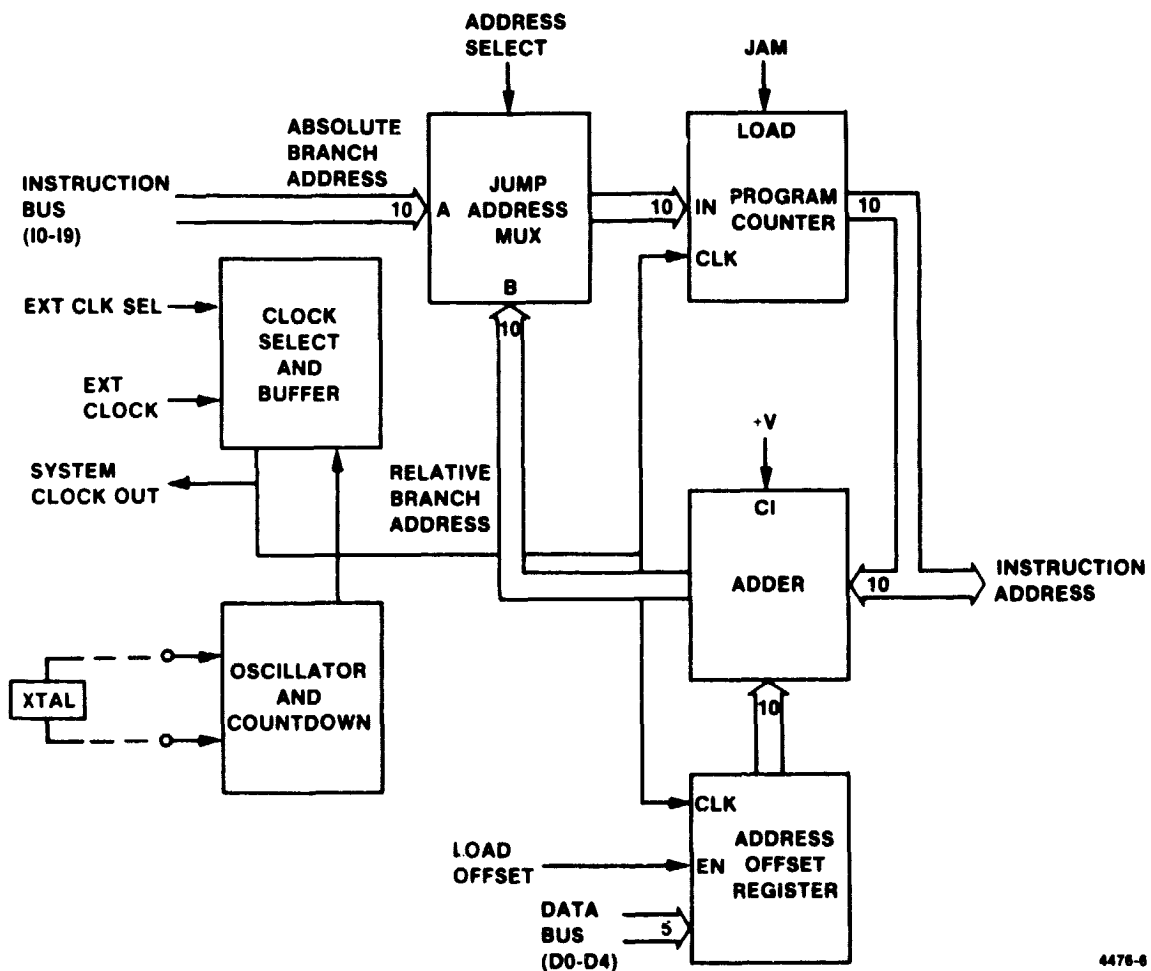 ADDRESS
SELECT
JAM
ABSOLUTE
BRANCH
ADDRESS
INSTRUCTION
BUS
(I0-I9)
10
A
JUMP
ADDRESS
MUX
B
10
10
IN
LOAD
PROGRAM
COUNTER
CLK
10
EXT CLK SEL
EXT
CLOCK
CLOCK
SELECT
AND
BUFFER
SYSTEM
CLOCK OUT
RELATIVE
BRANCH
ADDRESS
+V
CI
ADDER
10
INSTRUCTION
ADDRESS
XTAL
OSCILLATOR
AND
COUNTDOWN
10
CLK
ADDRESS
OFFSET
REGISTER
EN
LOAD
OFFSET
DATA
BUS
(D0-D4)
5
4476-6